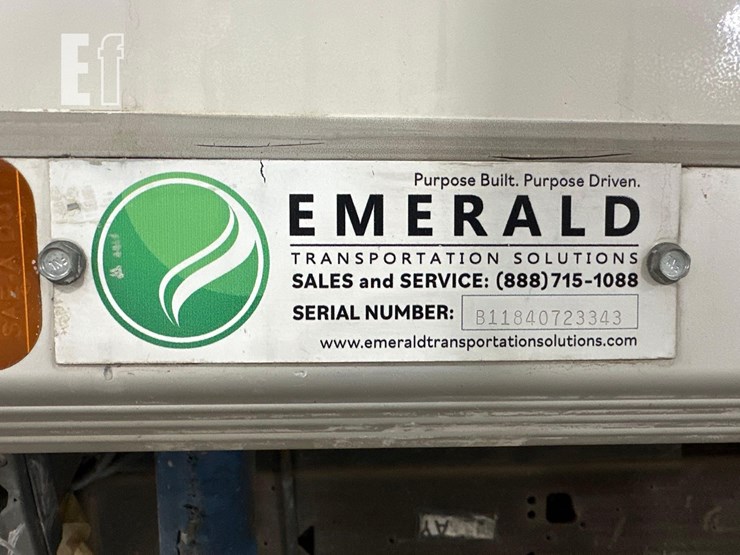 Ef
Purpose Built. Purpose Driven.
EMERALD
TRANSPORTATION SOLUTIONS
SALES and SERVICE: (888)715-1088
SERIAL NUMBER: B11840723343
www.emeraldtransportationsolutions.com